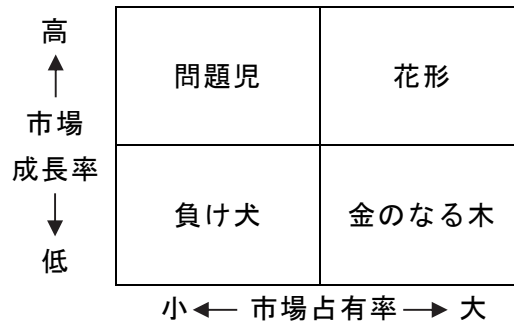 高
問題児 花形
市場
成長率
負け犬 金のなる木
低
小 市場占有率 大